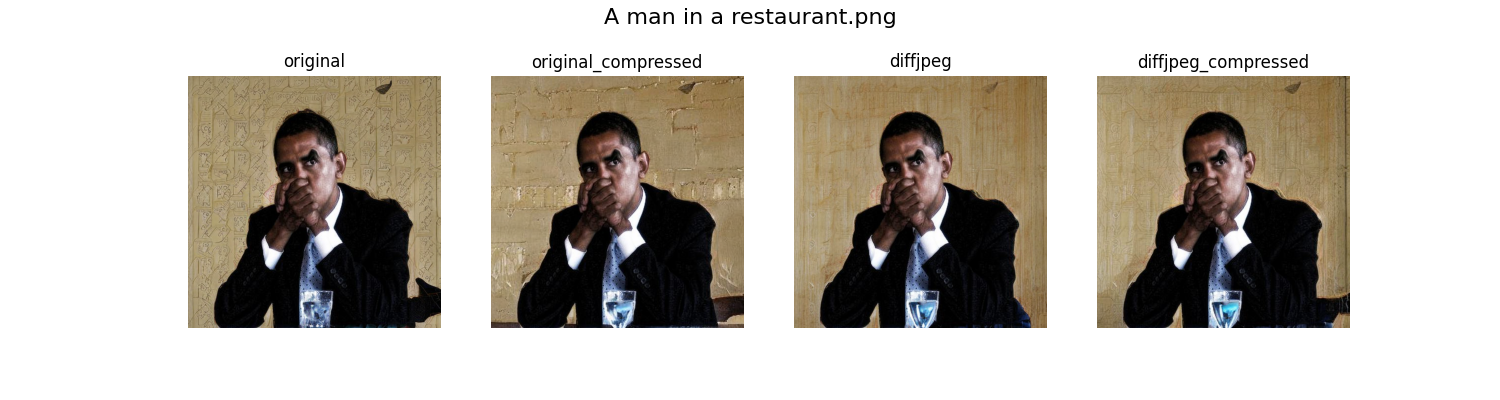 A man in a restaurant.png
original
original_compressed
diffjpeg
diffjpeg_compressed